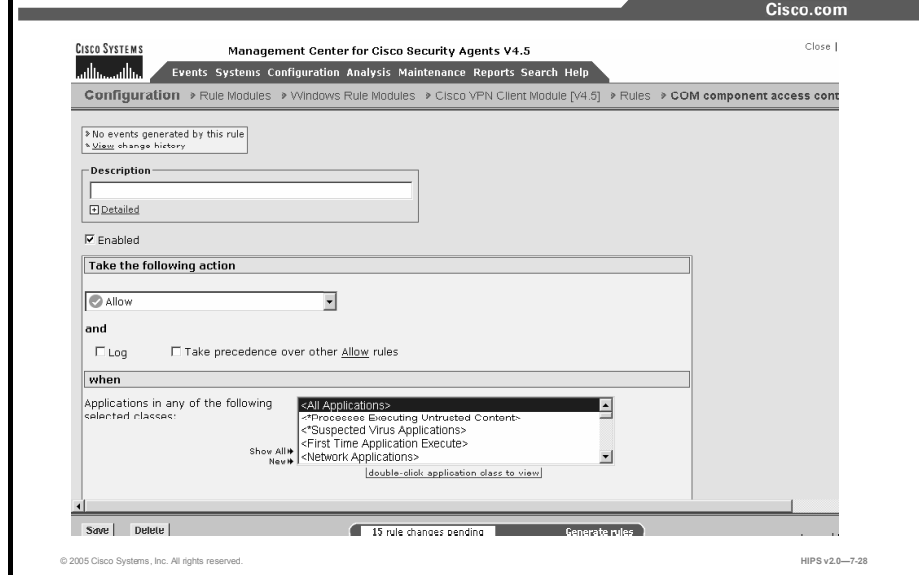 Cisco.com
CISCO SYSTEMS
Management Center for Cisco Security Agents V4.5
Close |
Events Systems Configuration Analysis Maintenance Reports Search Help
Configuration » Rule Modules » Windows Rule Modules » Cisco VPN Client Module [V4.5] » Rules » COM component access cont
» No events generated by this rule
» View change history
Description
+ Detailed
Enabled
Take the following action
Allow
and
Log Take precedence over other Allow rules
when
Applications in any of the following selected classes:
<All Applications>
<*Processes Executing Untrusted Content>
<*Suspected Virus Applications>
<First Time Application Execute>
<Network Applications>
Show All
New
double-click application class to view
Save Delete 15 rule changes pending Generate rules
© 2005 Cisco Systems, Inc. All rights reserved. HIPS v2.0—7-28